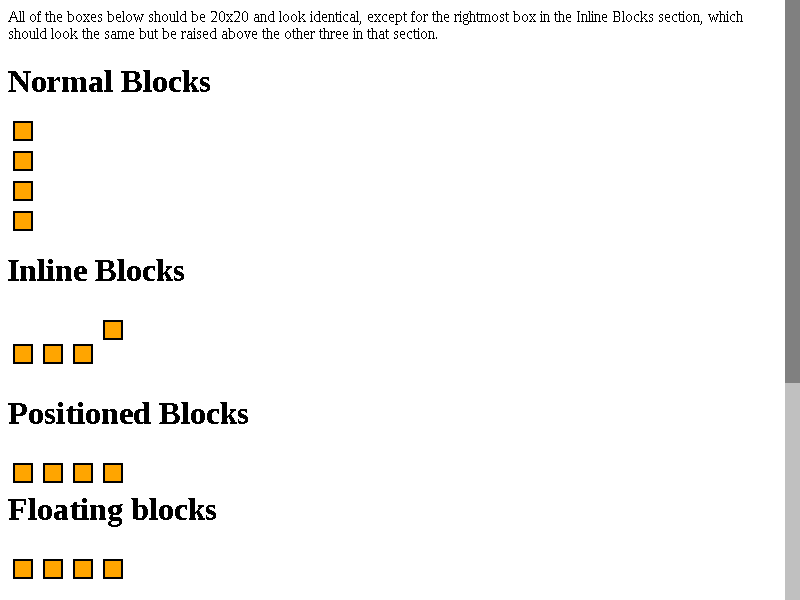 All of the boxes below should be 20x20 and look identical, except for the rightmost box in the Inline Blocks section, which
should look the same but be raised above the other three in that section.
Normal Blocks
Inline Blocks
Positioned Blocks
Floating blocks